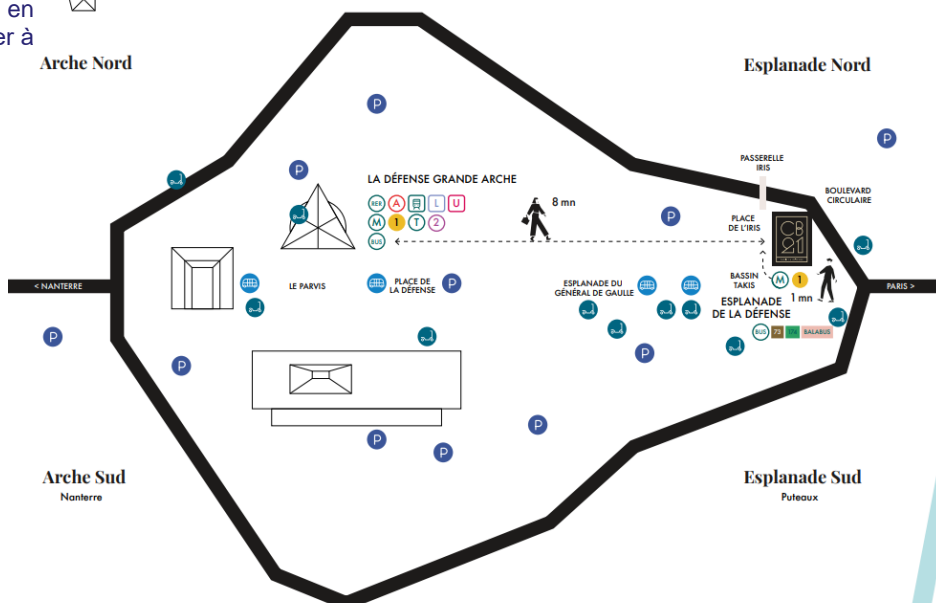 en
er à
Arche Nord
Esplanade Nord
P
P
PASSERELLE
IRIS
P
LA DÉFENSE GRANDE ARCHE
RER A L U
M 1 T 2
BUS
8 mn
P
BOULEVARD
CIRCULAIRE
PLACE
DE L'IRIS
CB
21
< NANTERRE
LE PARVIS
PLACE DE
LA DÉFENSE
P
ESPLANADE DU
GÉNÉRAL DE GAULLE
BASSIN
TAKIS
M 1
1 mn
PARIS >
ESPLANADE
DE LA DÉFENSE
BUS 73 174 BALABUS
P
P
P
P
P
P
Arche Sud
Nanterre
Esplanade Sud
Puteaux